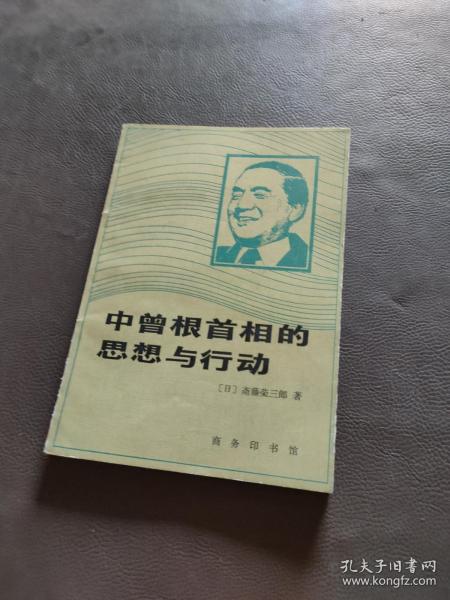 中曾根首相的
思想与行动
〔日〕斋藤荣三郎 著
商务印书馆
孔夫子旧书网
www.kongfz.com